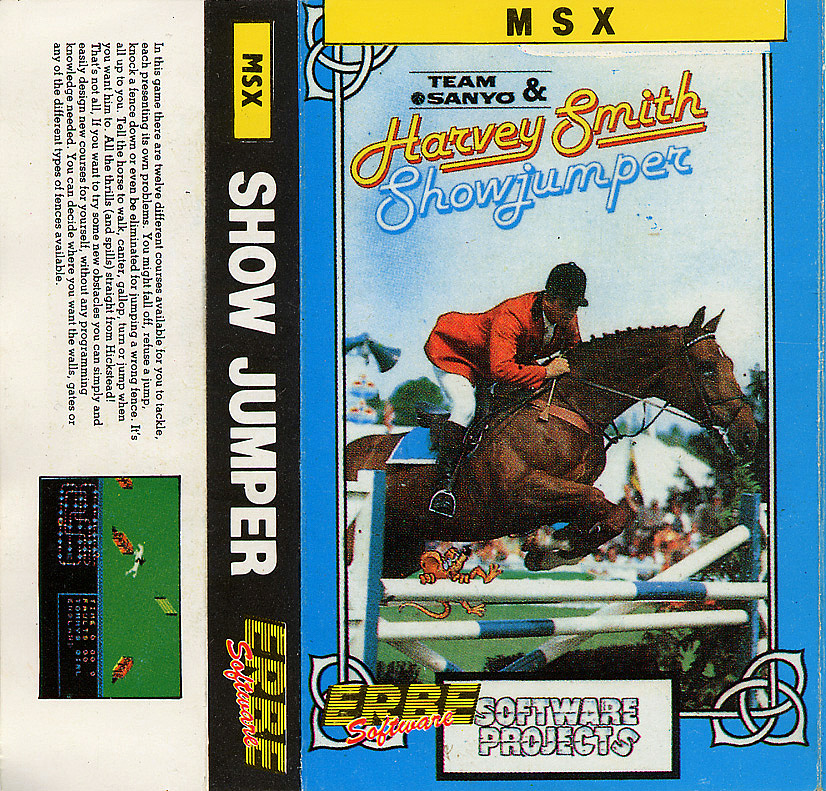 In this game there are twelve different courses available for you to tackle,
each presenting its own problems. You might fall off, refuse a jump,
knock a fence down or even be eliminated for jumping a wrong fence. It's
all up to you. Tell the horse to walk, canter, gallop, turn or jump when
you want him to. All the thrills (and spills) straight from Hickstead!
That's not all, If you want to try some new obstacles you can simply and
easily design new courses for yourself, without any programming
knowledge needed. You can decide where you want the walls, gates or
any of the different types of fences available.
MSX
SHOW JUMPER
ERBE
Software
MSX
TEAM
SANYO &
Harvey Smith
Showjumper
ERBE
Software
SOFTWARE
PROJECTS